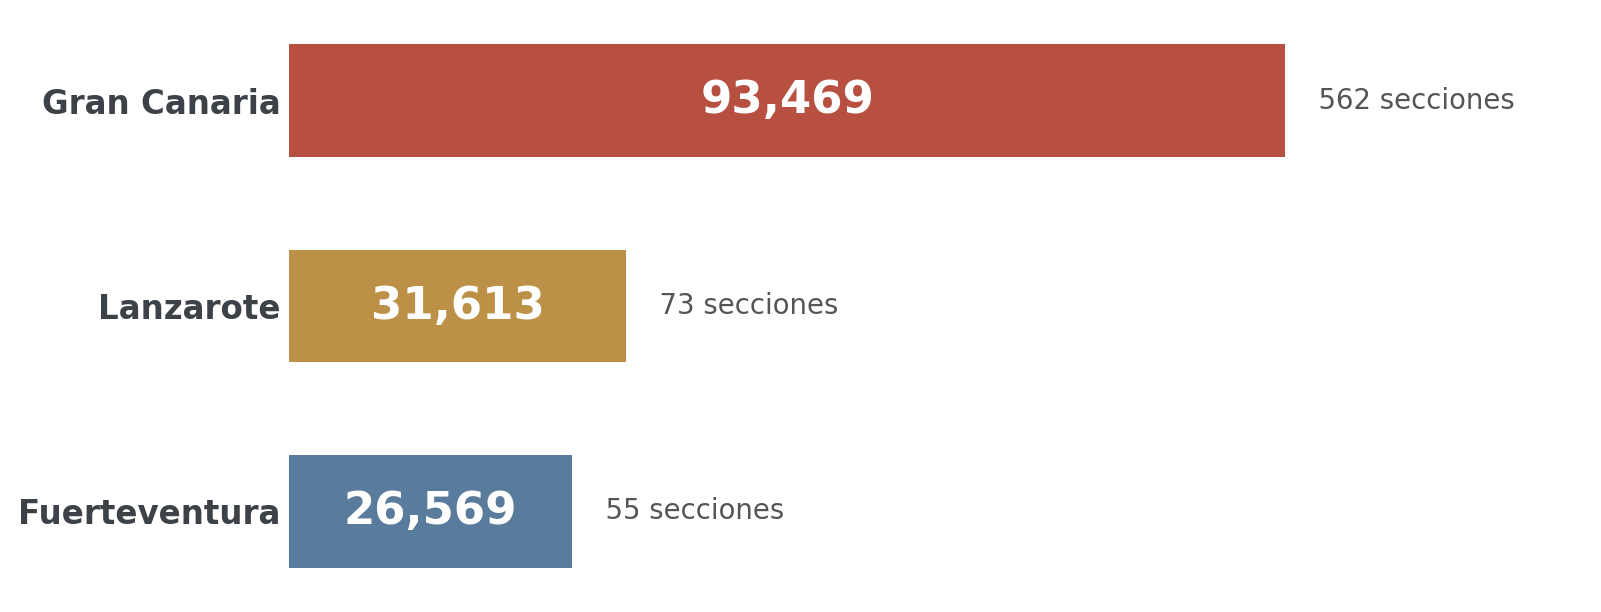 Gran Canaria 93,469 562 secciones
Lanzarote 31,613 73 secciones
Fuerteventura 26,569 55 secciones